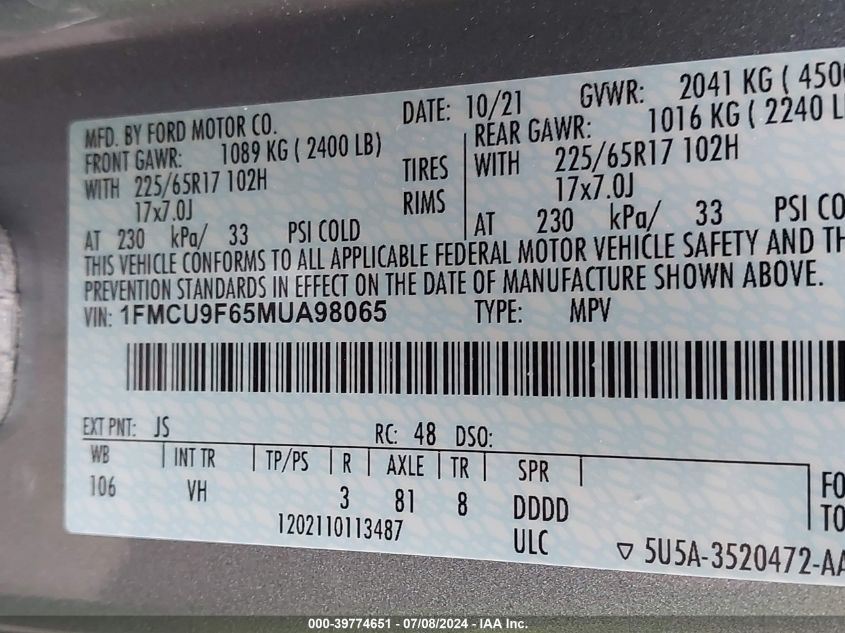 MFD. BY FORD MOTOR CO. DATE: 10/21 GVWR: 2041 KG ( 450
FRONT GAWR: 1089 KG ( 2400 LB) REAR GAWR: 1016 KG ( 2240 L
WITH 225/65R17 102H TIRES WITH 225/65R17 102H
17x7.0J RIMS 17x7.0J
AT 230 kPa/ 33 PSI COLD AT 230 kPa/ 33 PSI CO
THIS VEHICLE CONFORMS TO ALL APPLICABLE FEDERAL MOTOR VEHICLE SAFETY AND TH
PREVENTION STANDARDS IN EFFECT ON THE DATE OF MANUFACTURE SHOWN ABOVE.
VIN: 1FMCU9F65MUA98065 TYPE: MPV
EXT PNT: JS RC: 48 DSO:
WB INT TR TP/PS R AXLE TR SPR
106 VH 3 81 8 DDDD
FO
TO
1202110113487 ULC
▽ 5U5A-3520472-AA
000-39774651 - 07/08/2024 - IAA Inc.